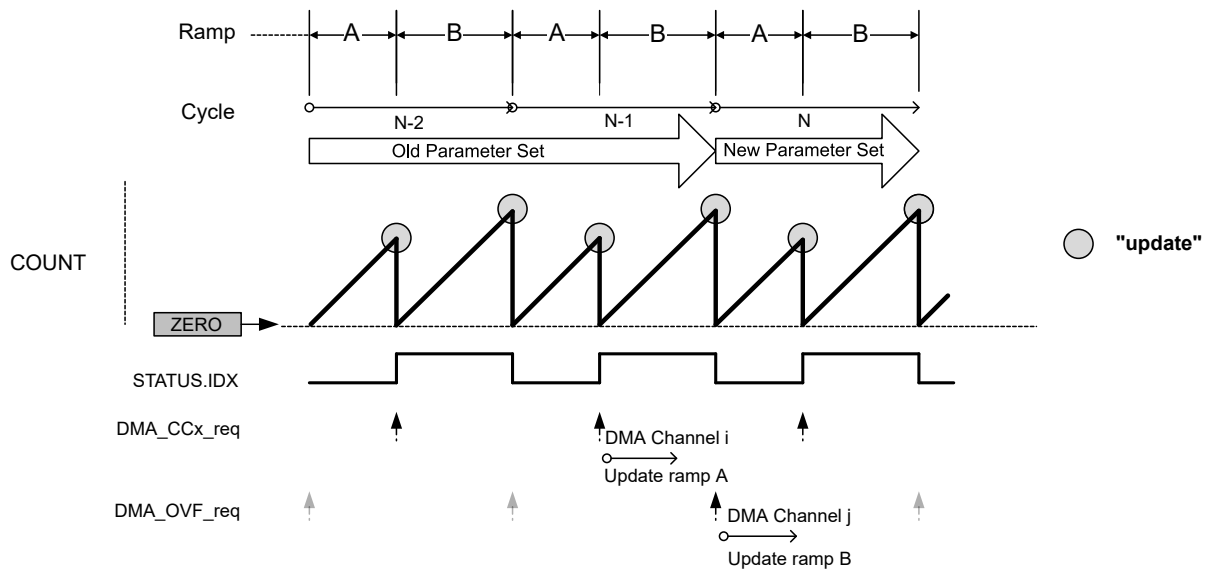 Ramp A B A B A B
Cycle
N-2 N-1 N
Old Parameter Set New Parameter Set
"update"
COUNT
ZERO
STATUS.IDX
DMA_CCx_req
DMA Channel i
Update ramp A
DMA_OVF_req
DMA Channel j
Update ramp B